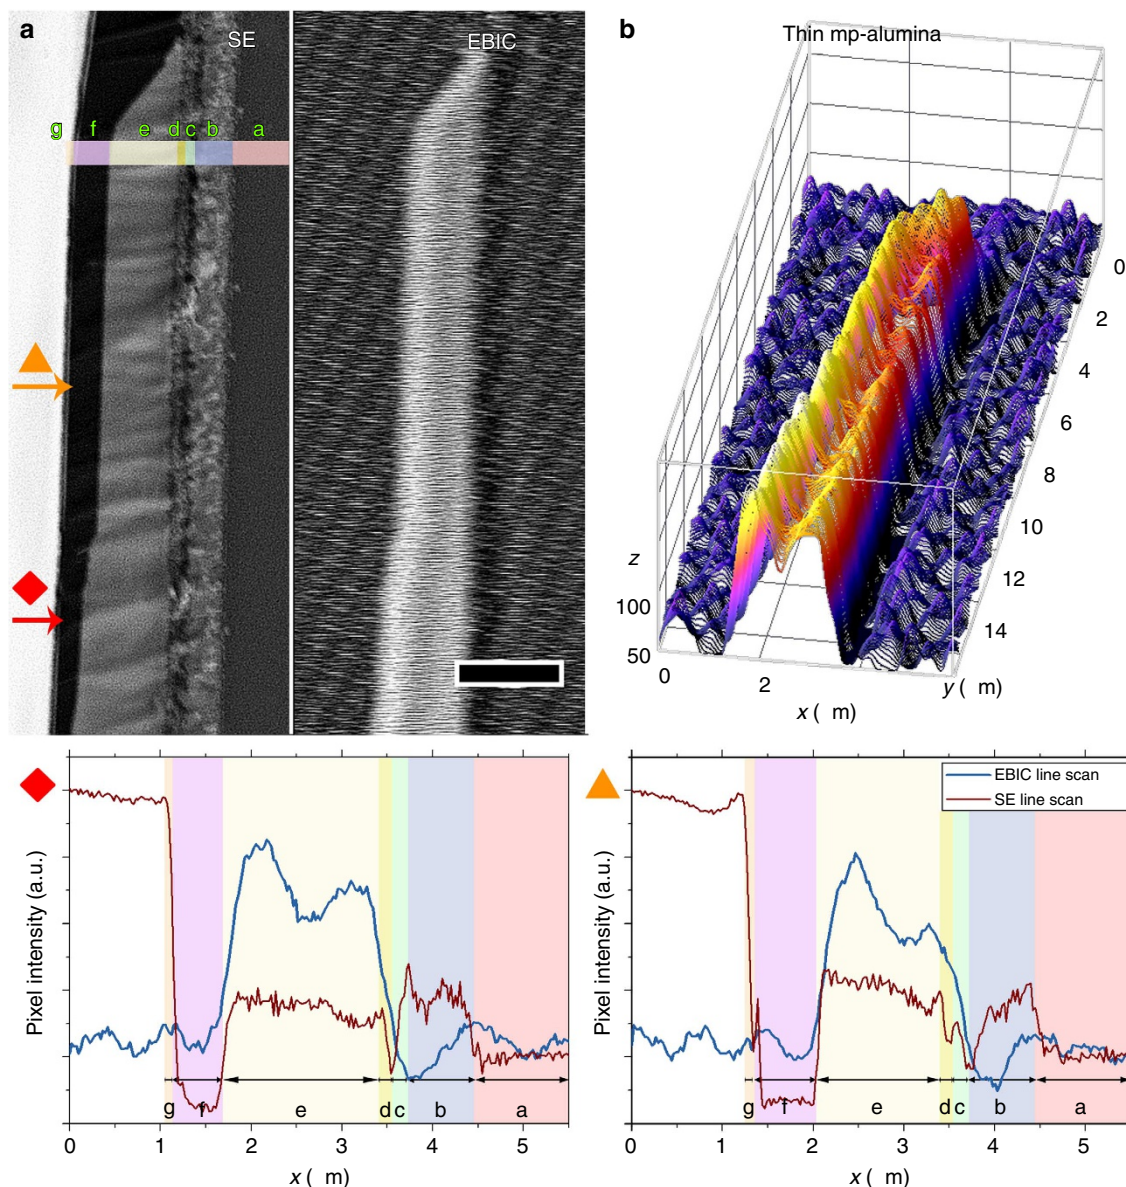 a
SE
EBIC
g f e d c b a
b
Thin mp-alumina
z
100
50
0
2
x ( m)
y ( m)
0
2
4
6
8
10
12
14
Pixel intensity (a.u.)
g f e d c b a
0 1 2 3 4 5
x ( m)
EBIC line scan
SE line scan
Pixel intensity (a.u.)
g f e d c b a
0 1 2 3 4 5
x ( m)